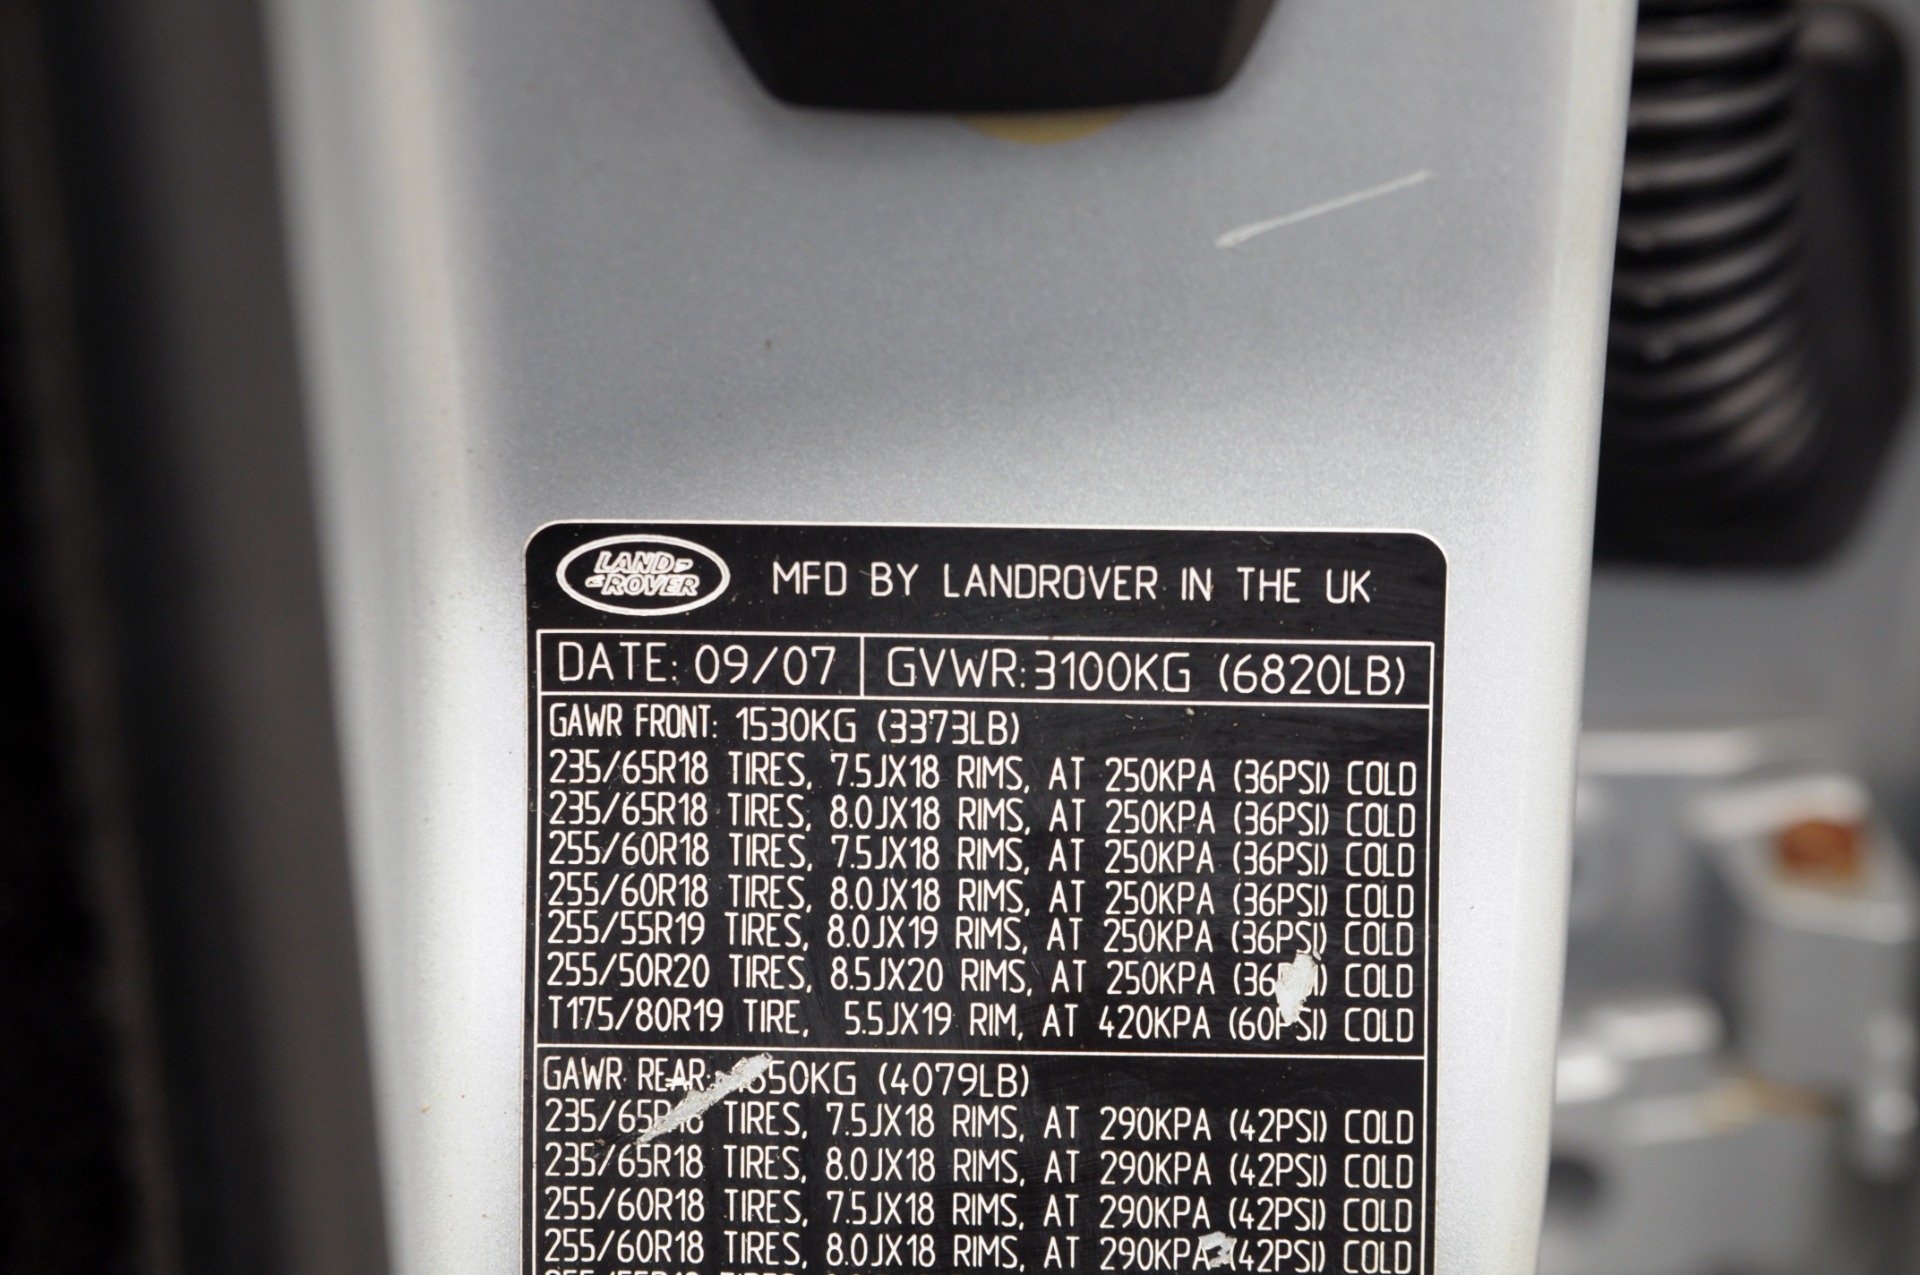 LAND ROVER MFD BY LANDROVER IN THE UK
DATE: 09/07 GVWR: 3100KG (6820LB)
GAWR FRONT: 1530KG (3373LB)
235/65R18 TIRES, 7.5JX18 RIMS, AT 250KPA (36PSI) COLD
235/65R18 TIRES, 8.0JX18 RIMS, AT 250KPA (36PSI) COLD
255/60R18 TIRES, 7.5JX18 RIMS, AT 250KPA (36PSI) COLD
255/60R18 TIRES, 8.0JX18 RIMS, AT 250KPA (36PSI) COLD
255/55R19 TIRES, 8.0JX19 RIMS, AT 250KPA (36PSI) COLD
255/50R20 TIRES, 8.5JX20 RIMS, AT 250KPA (36PSI) COLD
T175/80R19 TIRE, 5.5JX19 RIM, AT 420KPA (60PSI) COLD
GAWR REAR: (4079LB)
235/65R18 TIRES, 7.5JX18 RIMS, AT 290KPA (42PSI) COLD
235/65R18 TIRES, 8.0JX18 RIMS, AT 290KPA (42PSI) COLD
255/60R18 TIRES, 7.5JX18 RIMS, AT 290KPA (42PSI) COLD
255/60R18 TIRES, 8.0JX18 RIMS, AT 290KPA (42PSI) COLD